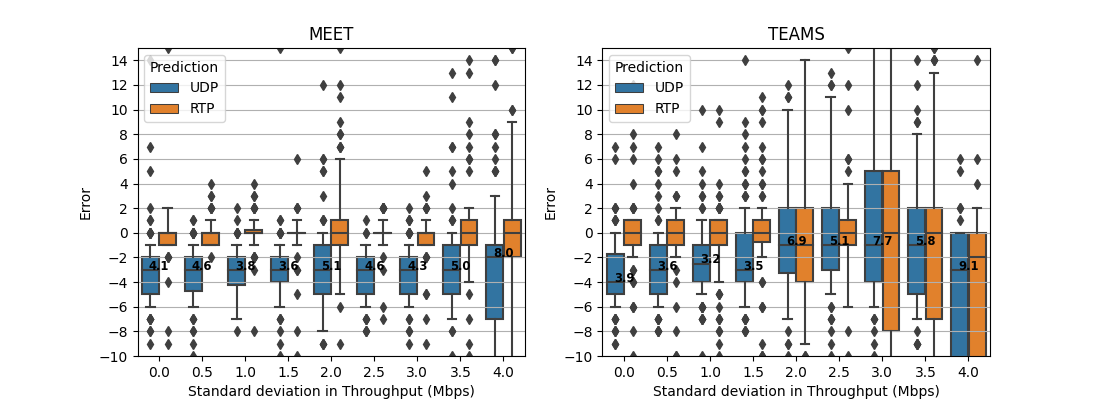 MEET
Prediction
UDP
RTP
Error
14
12
10
8
6
4
2
0
−2
−4
−6
−8
−10
4.1 4.6 3.8 3.6 5.1 4.6 4.3 5.0 8.0
0.0 0.5 1.0 1.5 2.0 2.5 3.0 3.5 4.0
Standard deviation in Throughput (Mbps)
TEAMS
Prediction
UDP
RTP
Error
14
12
10
8
6
4
2
0
−2
−4
−6
−8
−10
3.9 3.6 3.2 3.5 6.9 5.1 7.7 5.8 9.1
0.0 0.5 1.0 1.5 2.0 2.5 3.0 3.5 4.0
Standard deviation in Throughput (Mbps)